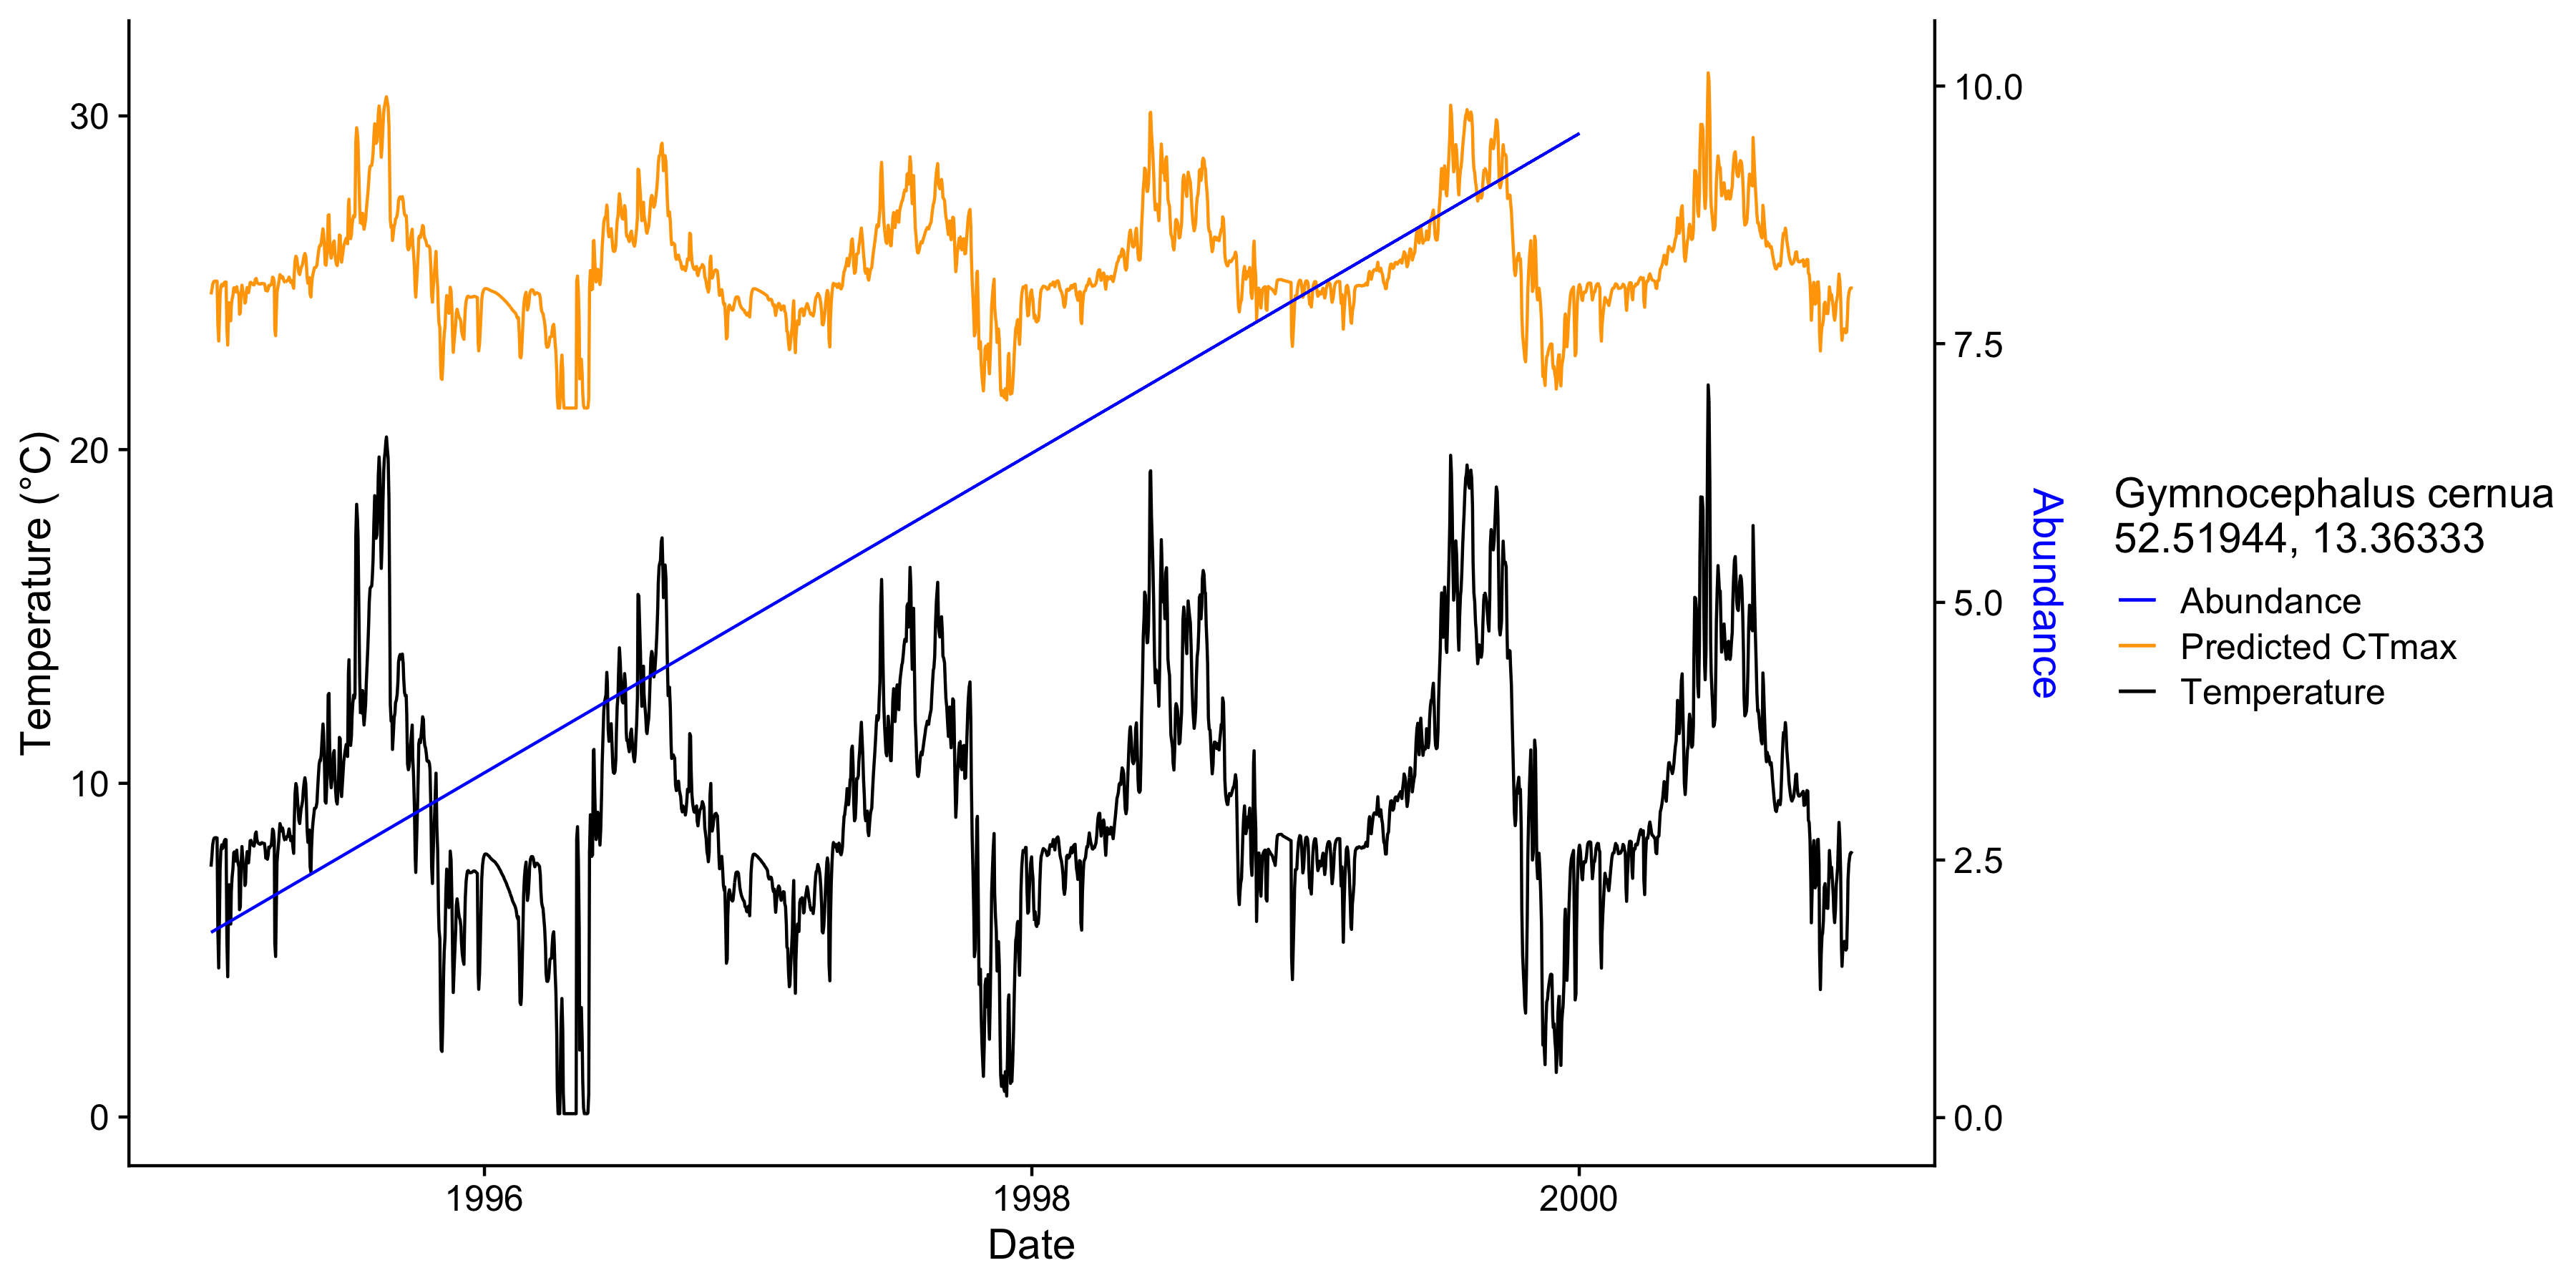 Temperature (°C)
30
20
10
0
1996
1998
2000
Date
10.0
7.5
5.0
2.5
0.0
Abundance
Gymnocephalus cernua
52.51944, 13.36333
Abundance
Predicted CTmax
Temperature